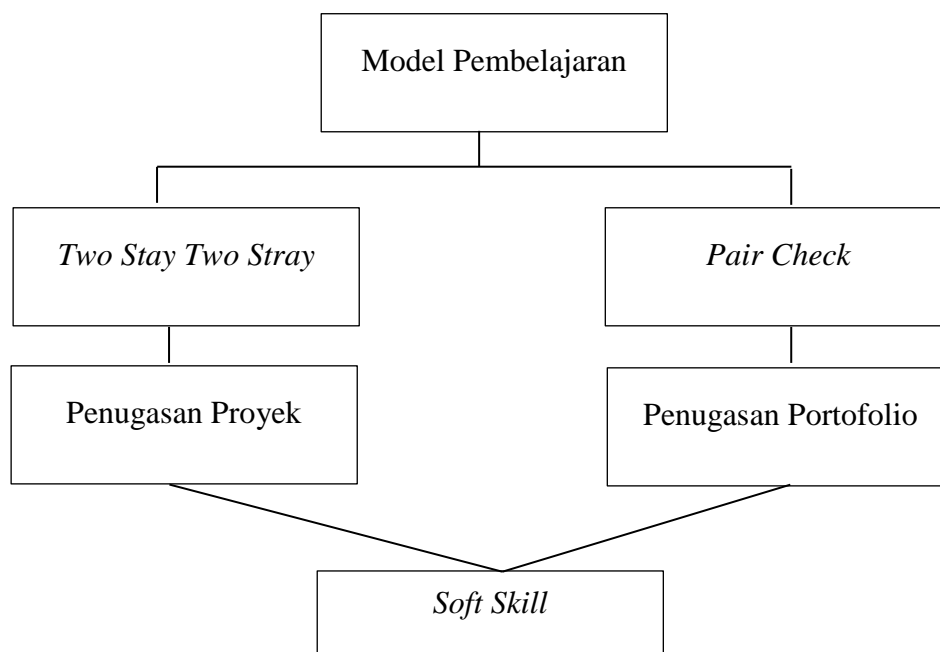 Model Pembelajaran
Two Stay Two Stray
Pair Check
Penugasan Proyek
Penugasan Portofolio
Soft Skill